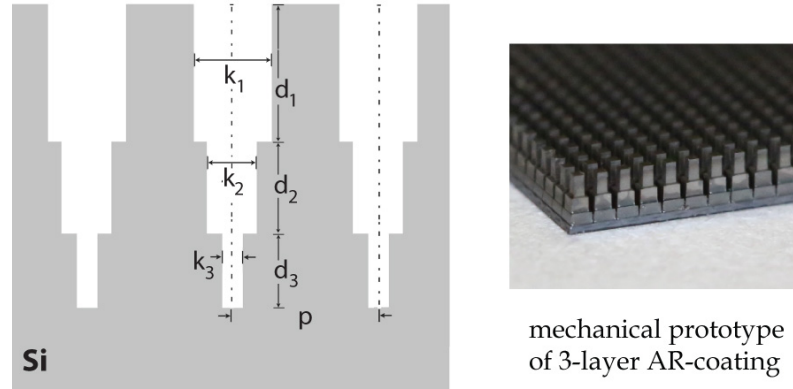 k1
d1
k2
d2
k3
d3
p
Si
mechanical prototype
of 3-layer AR-coating